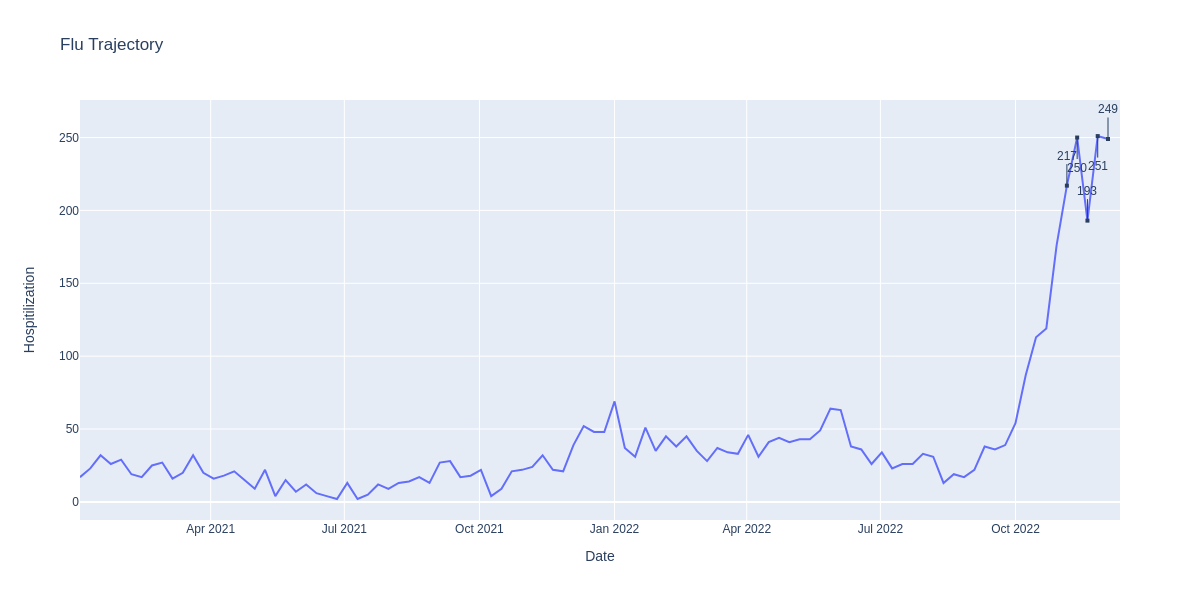 Flu Trajectory
249
250
217
250
251
193
200
150
100
50
0
Hospitilization
Apr 2021
Jul 2021
Oct 2021
Jan 2022
Apr 2022
Jul 2022
Oct 2022
Date